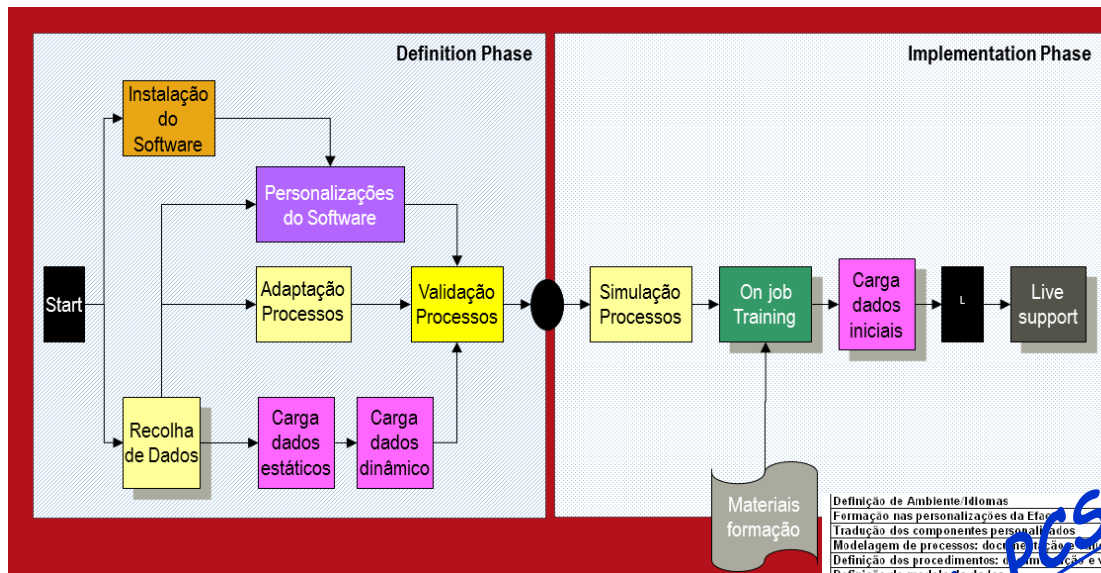 Definition Phase
Implementation Phase
Instalação
do
Software
Personalizações
do Software
Start
Adaptação
Processos
Validação
Processos
Simulação
Processos
On job
Training
Carga
dados
iniciais
L
Live
support
Recolha
de Dados
Carga
dados
estáticos
Carga
dados
dinâmico
Materiais
formação
Definição de Ambiente/Idiomas
Formação nas personalizações da
Tradução dos componentes personalizados
Modelagem de processos:
Definição dos procedimentos:
PCS